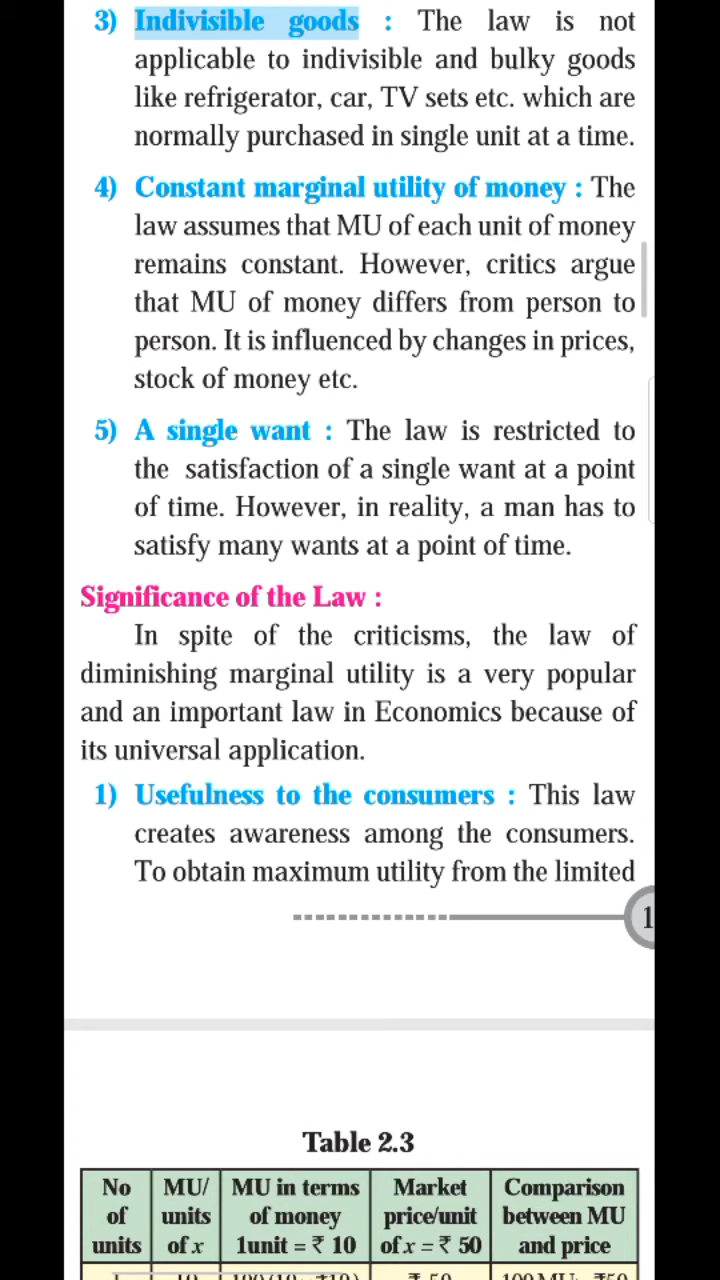 3) Indivisible goods : The law is not
applicable to indivisible and bulky goods
like refrigerator, car, TV sets etc. which are
normally purchased in single unit at a time.
4) Constant marginal utility of money : The
law assumes that MU of each unit of money
remains constant. However, critics argue
that MU of money differs from person to
person. It is influenced by changes in prices,
stock of money etc.
5) A single want : The law is restricted to
the satisfaction of a single want at a point
of time. However, in reality, a man has to
satisfy many wants at a point of time.
Significance of the Law :
In spite of the criticisms, the law of
diminishing marginal utility is a very popular
and an important law in Economics because of
its universal application.
1) Usefulness to the consumers : This law
creates awareness among the consumers.
To obtain maximum utility from the limited
1
Table 2.3
No MU/ MU in terms Market Comparison
of units of money price/unit between MU
units of x 1unit = ₹ 10 of x = ₹ 50 and price